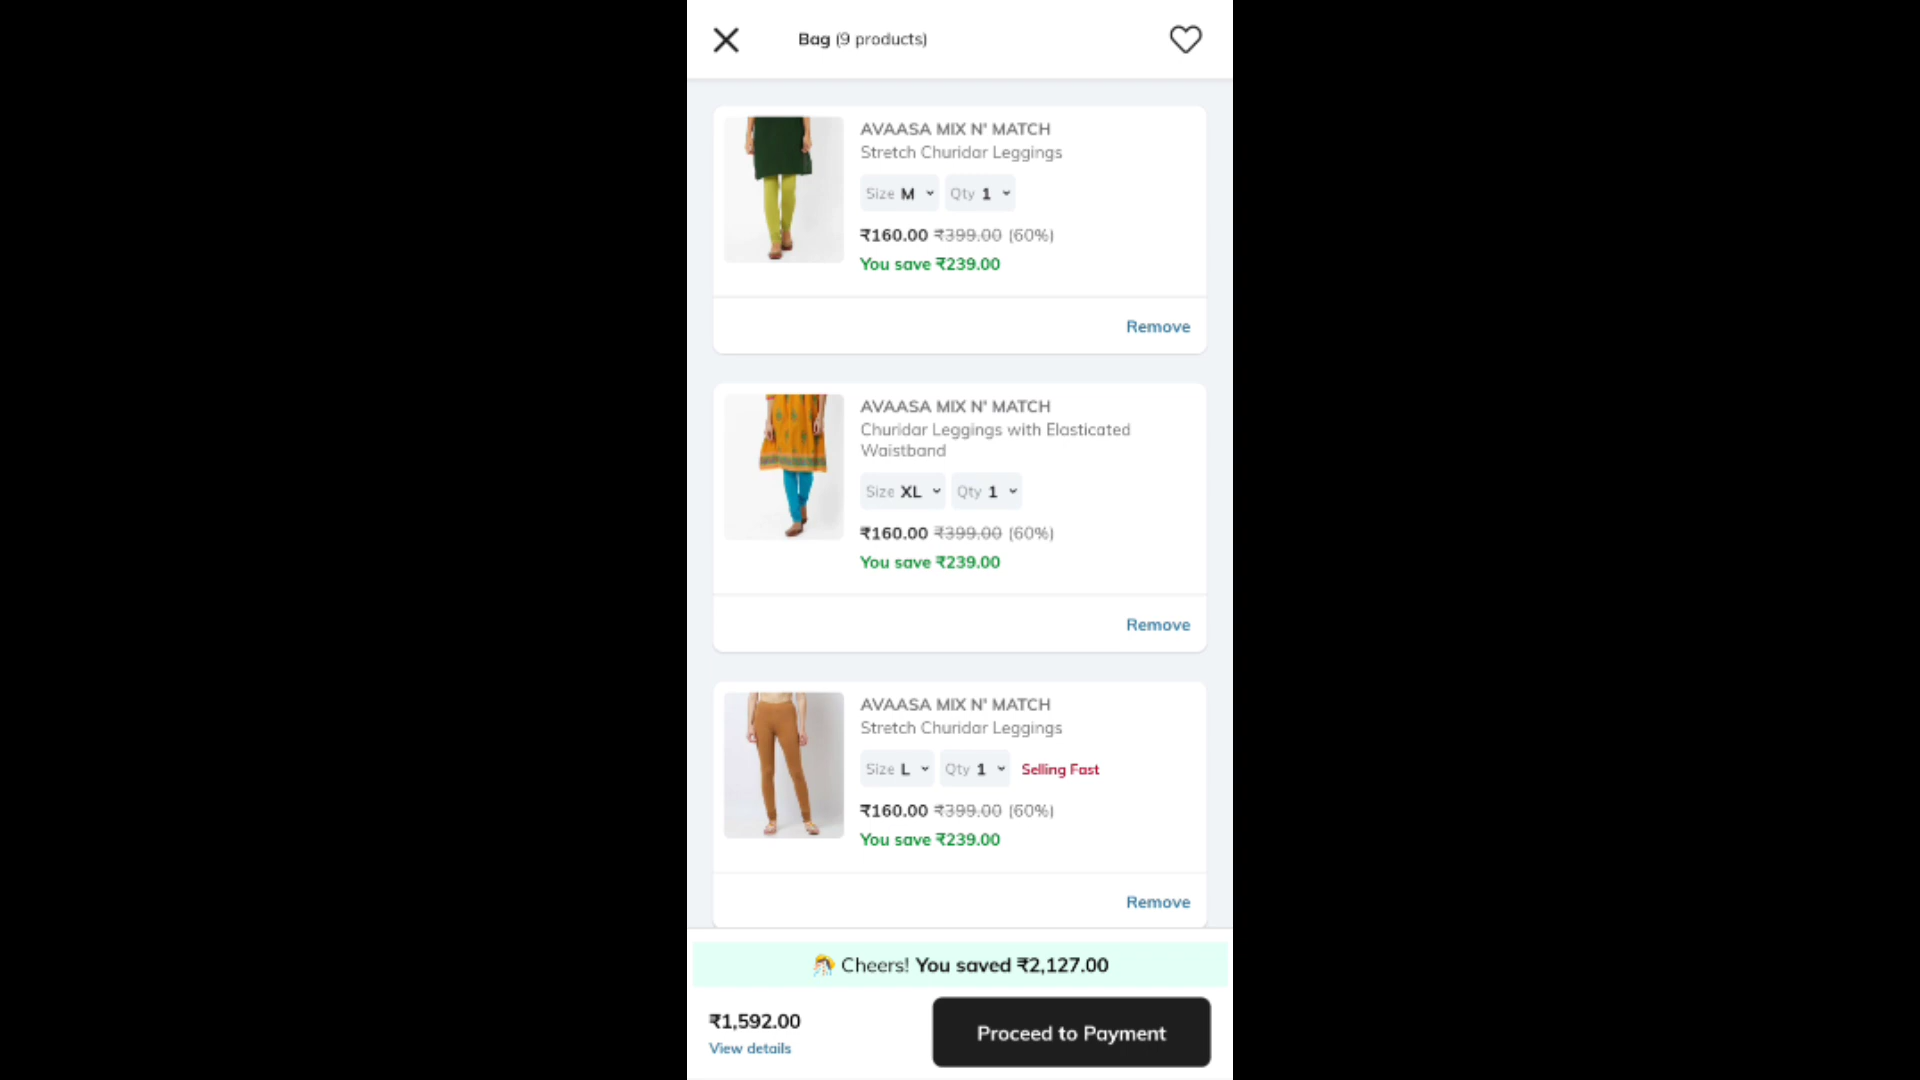 Bag (9 products)
AVAASA MIX N' MATCH
Stretch Churidar Leggings
Size M Qty 1
₹160.00 ₹399.00 (60%)
You save ₹239.00
Remove
AVAASA MIX N' MATCH
Churidar Leggings with Elasticated
Waistband
Size XL Qty 1
₹160.00 ₹399.00 (60%)
You save ₹239.00
Remove
AVAASA MIX N' MATCH
Stretch Churidar Leggings
Size L Qty 1 Selling Fast
₹160.00 ₹399.00 (60%)
You save ₹239.00
Remove
Cheers! You saved ₹2,127.00
₹1,592.00
View details
Proceed to Payment